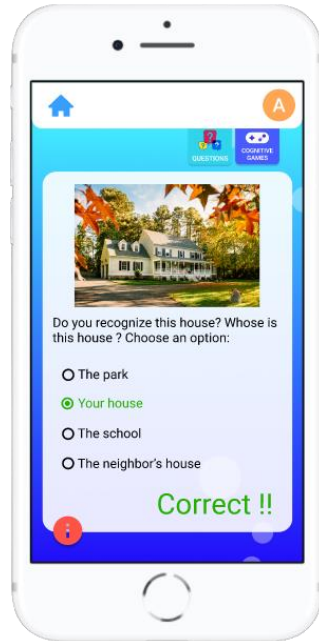 A
QUESTIONS
COGNITIVE
GAMES
Do you recognize this house? Whose is
this house ? Choose an option:
The park
Your house
The school
The neighbor's house
Correct !!
i